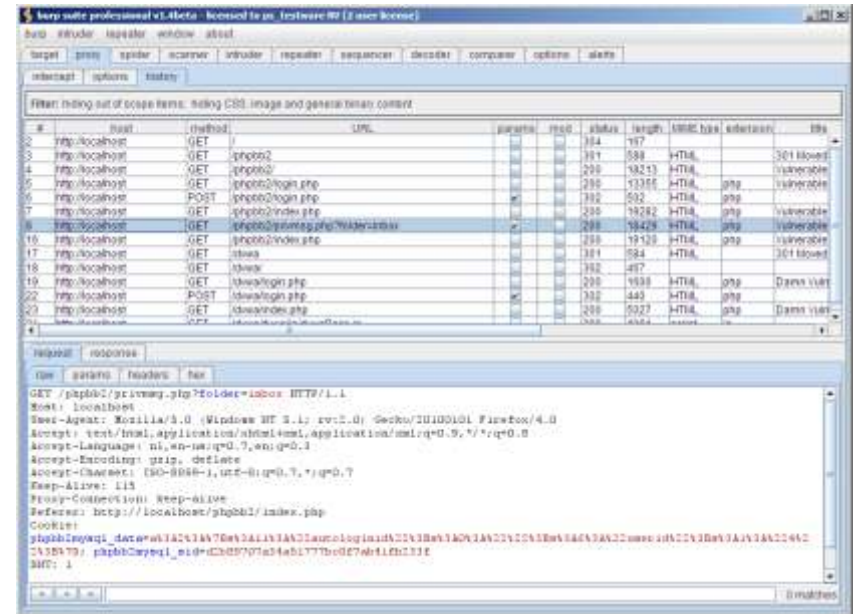 burp suite professional v1.4beta - licensed to ps_testware NV [2 user license]
burp intruder repeater window about
target proxy spider scanner intruder repeater sequencer decoder comparer options alerts
intercept options history
Filter: hiding out of scope items; hiding CSS, image and general binary content
# host method URL params mod status length MIME type extension title
2 http://localhost GET / 304 167
3 http://localhost GET /phpbb2 301 588 HTML 301 Moved
http://localhost GET /phpbb2/ 200 18213 HTML Vulnerable
5 http://localhost GET /phpbb2/login.php 200 13355 HTML php Vulnerable
6 http://localhost POST /phpbb2/login.php 302 502 HTML php
7 http://localhost GET /phpbb2/index.php 200 19282 HTML php Vulnerable
8 http://localhost GET /phpbb2/privmsg.php?folder=inbox 200 18429 HTML php Vulnerable
16 http://localhost GET /phpbb2/index.php 200 19129 HTML php Vulnerable
17 http://localhost GET /dvwa 301 584 HTML 301 Moved
18 http://localhost GET /dvwa/ 302 457
19 http://localhost GET /dvwa/login.php 200 HTML php Damn Vuln
22 http://localhost POST /dvwa/login.php 302 440 HTML php
23 http://localhost GET /dvwa/index.php 200 5027 HTML php Damn Vuln
request response
raw params headers hex
GET /phpbb2/privmsg.php?folder=inbox HTTP/1.1
Host: localhost
User-Agent: Mozilla/5.0 (Windows NT 5.1; rv:2.0) Gecko/20100101 Firefox/4.0
Accept: text/html,application/xhtml+xml,application/xml;q=0.9,*/*;q=0.8
Accept-Language: nl,en-us;q=0.7,en;q=0.3
Accept-Encoding: gzip, deflate
Accept-Charset: ISO-8859-1,utf-8;q=0.7,*;q=0.7
Keep-Alive: 115
Proxy-Connection: keep-alive
Referer: http://localhost/phpbb2/index.php
Cookie:
DNT: 1
0 matches